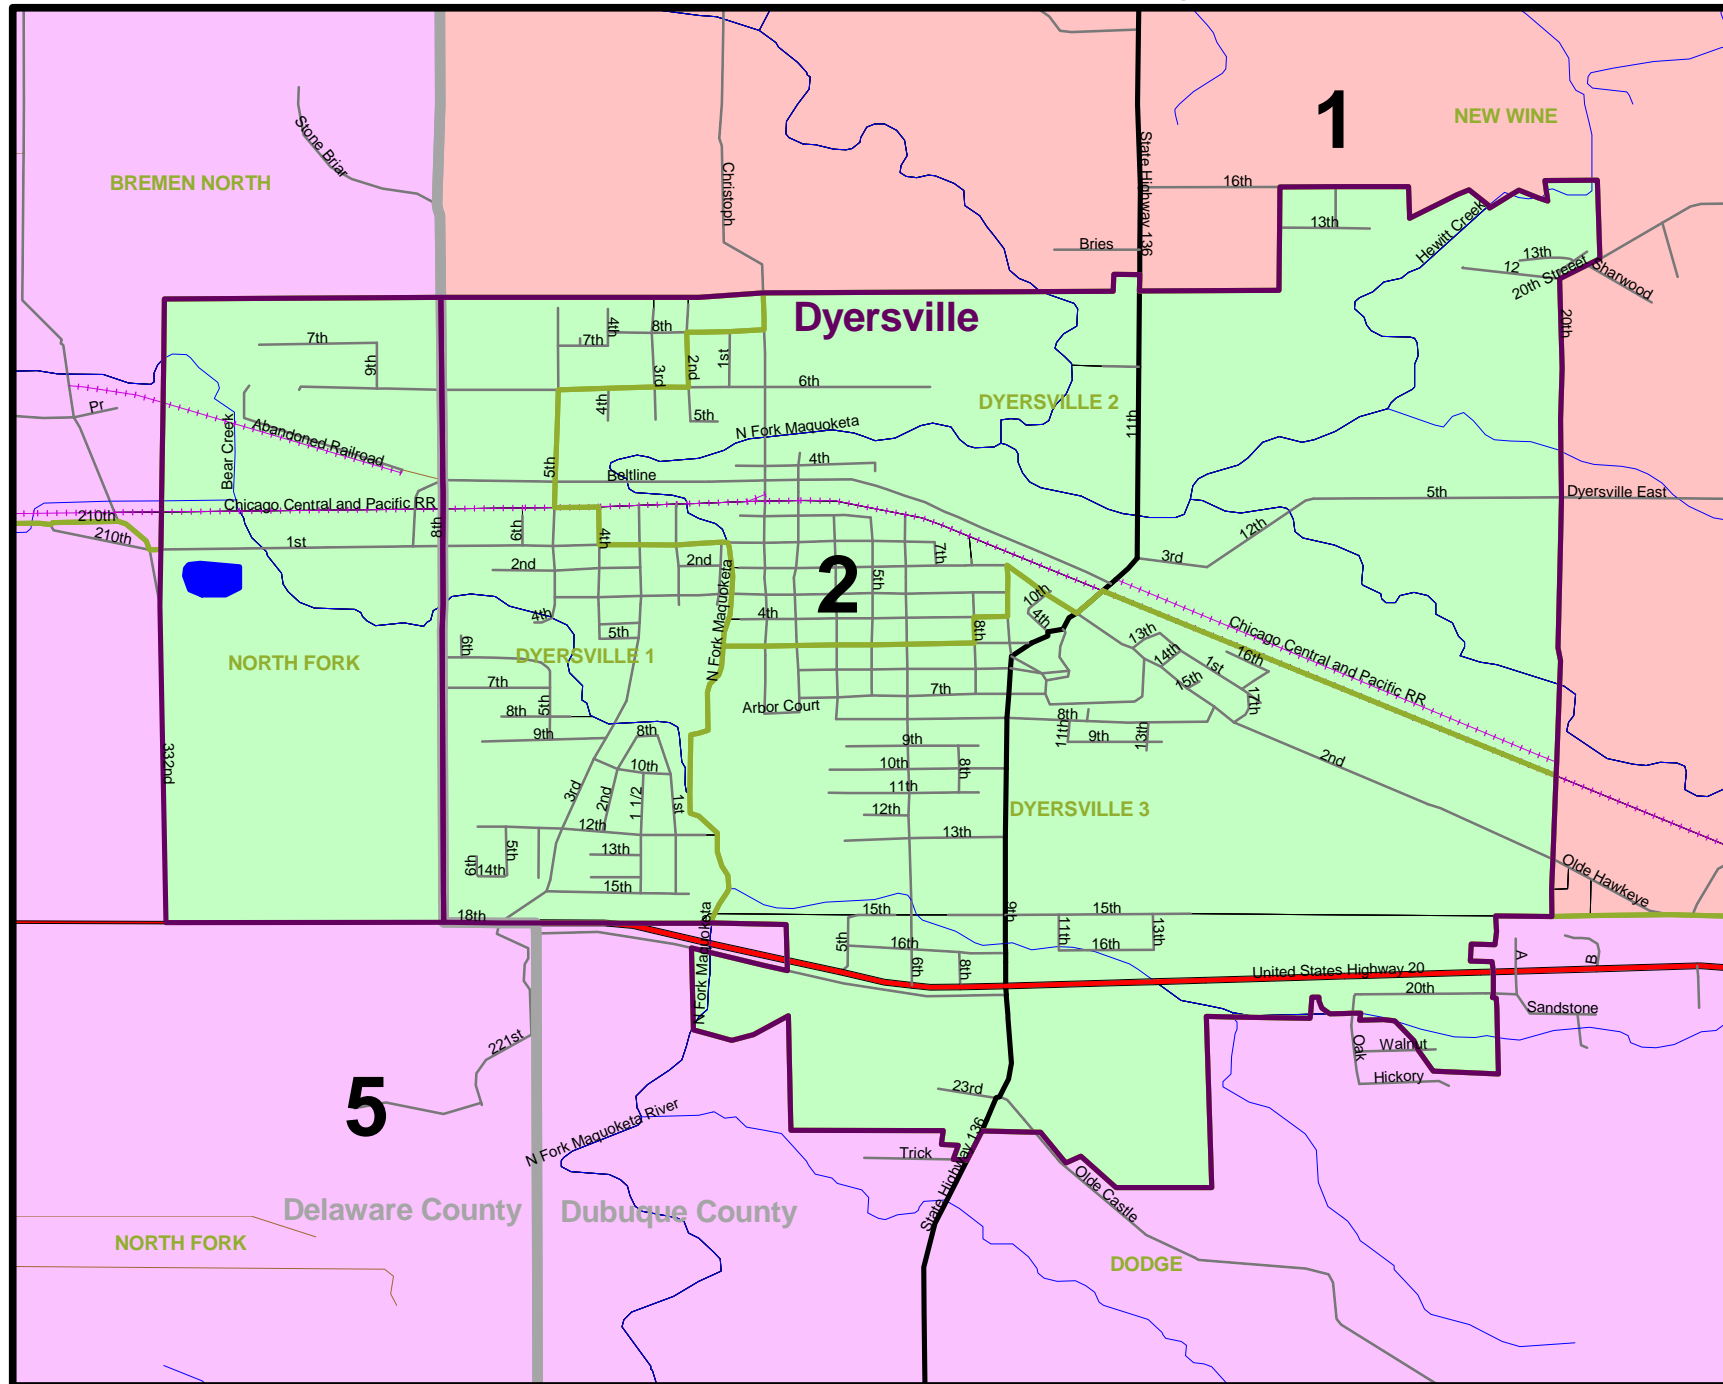 1
NEW WINE
State Highway 136
Stone Briar
BREMEN NORTH
Christoph
16th
13th
Bries
Hewitt Creek
13th
12
20th Streeet
Sharwood
Dyersville
20th
7th
9th
4th
8th
7th
3rd
2nd
1st
6th
4th
5th
DYERSVILLE 2
11th
Pr
Abandoned Railroad
Bear Creek
N Fork Maquoketa
5th
4th
Beltline
Chicago Central and Pacific RR
5th
Dyersville East
210th
210th
8th
1st
6th
4th
12th
3rd
2nd
2nd
7th
5th
2
N Fork Maquoketa
10th
4th
4th
4th
5th
8th
6th
13th
14th
1st
16th
15th
17th
Chicago Central and Pacific RR
NORTH FORK
DYERSVILLE 1
7th
5th
8th
9th
7th
Arbor Court
8th
11th
9th
13th
332nd
8th
10th
3rd
2nd
1 1/2
1st
9th
10th
8th
11th
12th
2nd
DYERSVILLE 3
12th
13th
13th
5th
6th
14th
15th
Olde Hawkeye
18th
N Fork Maquoketa
15th
9th
15th
5th
16th
6th
8th
11th
16th
13th
United States Highway 20
A
B
20th
Sandstone
Oak
Walnut
Hickory
221st
5
23rd
N Fork Maquoketa River
Trick
State Highway 136
Olde Castle
Delaware County
Dubuque County
NORTH FORK
DODGE